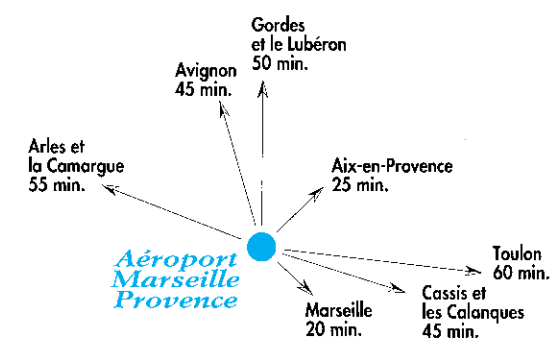 Gordes
et le Lubéron
50 min.
Avignon
45 min.
Arles et
la Camargue
55 min.
Aix-en-Provence
25 min.
Aéroport
Marseille
Provence
Toulon
60 min.
Cassis et
les Calanques
45 min.
Marseille
20 min.